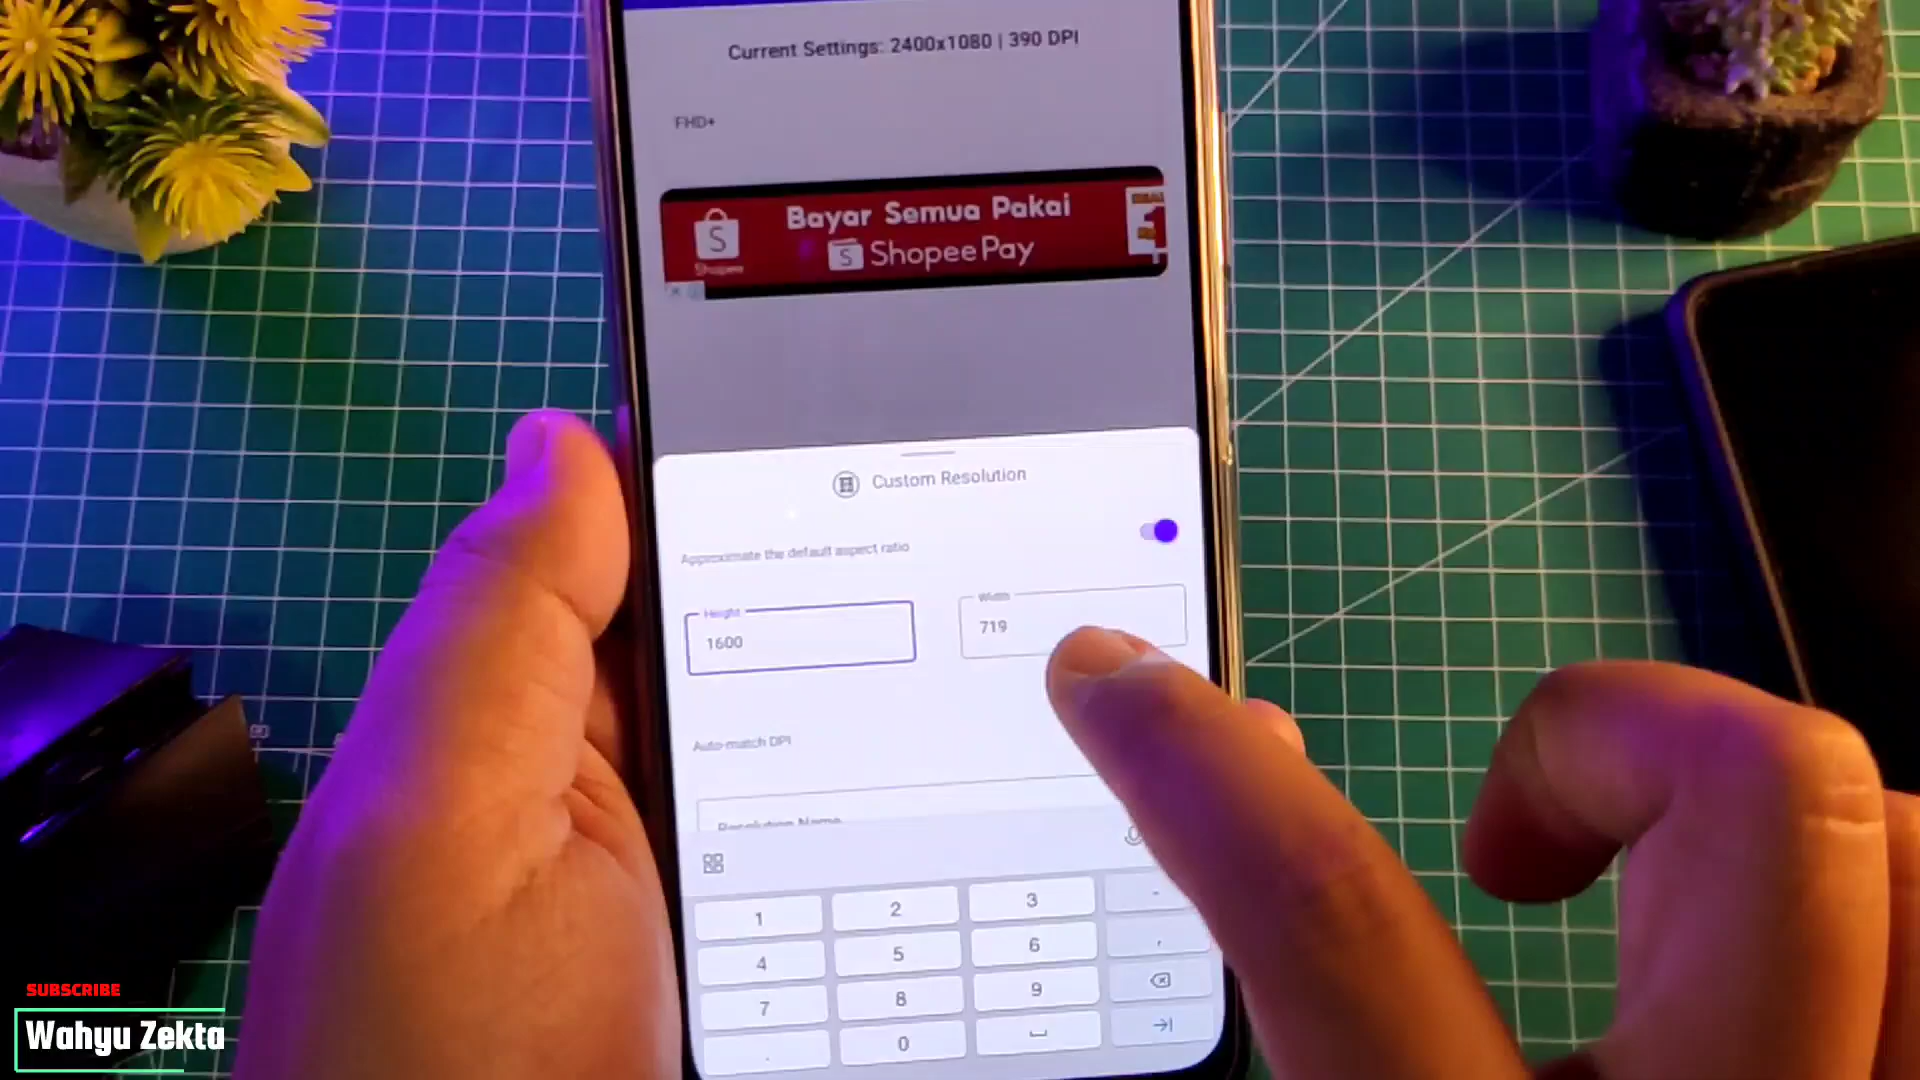 Current Settings: 2400x1080 | 390 DPI
FHD+
Bayar Semua Pakai
S Shopee
S ShopeePay
Custom Resolution
Approximate the default aspect ratio
Height
1600
Width
719
Auto-match DPI
Resolution Name
1 2 3 -
4 5 6 ,
7 8 9
. 0
SUBSCRIBE
Wahyu Zekta